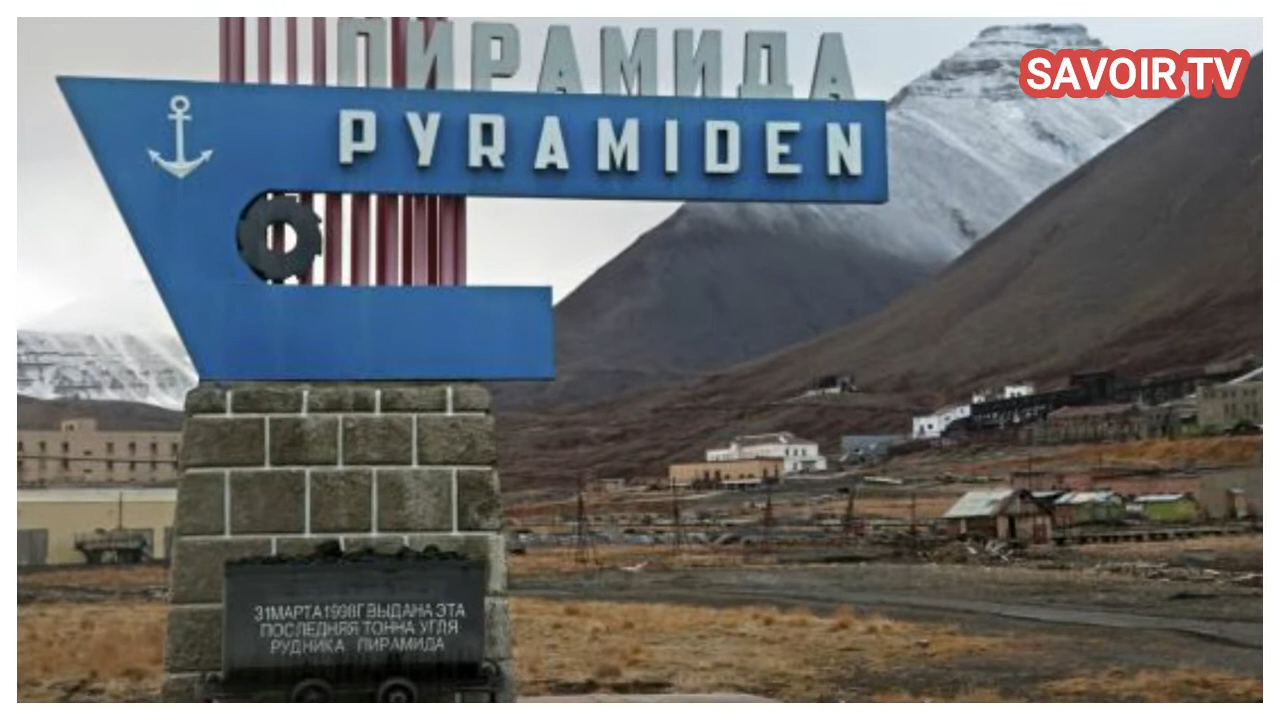 ПИРАМИДА
SAVOIR TV
PYRAMIDEN
31МАРТА1998Г ВЫДАНА ЭТА
ПОСЛЕДНЯЯ ТОННА УГЛЯ
РУДНИКА ПИРАМИДА